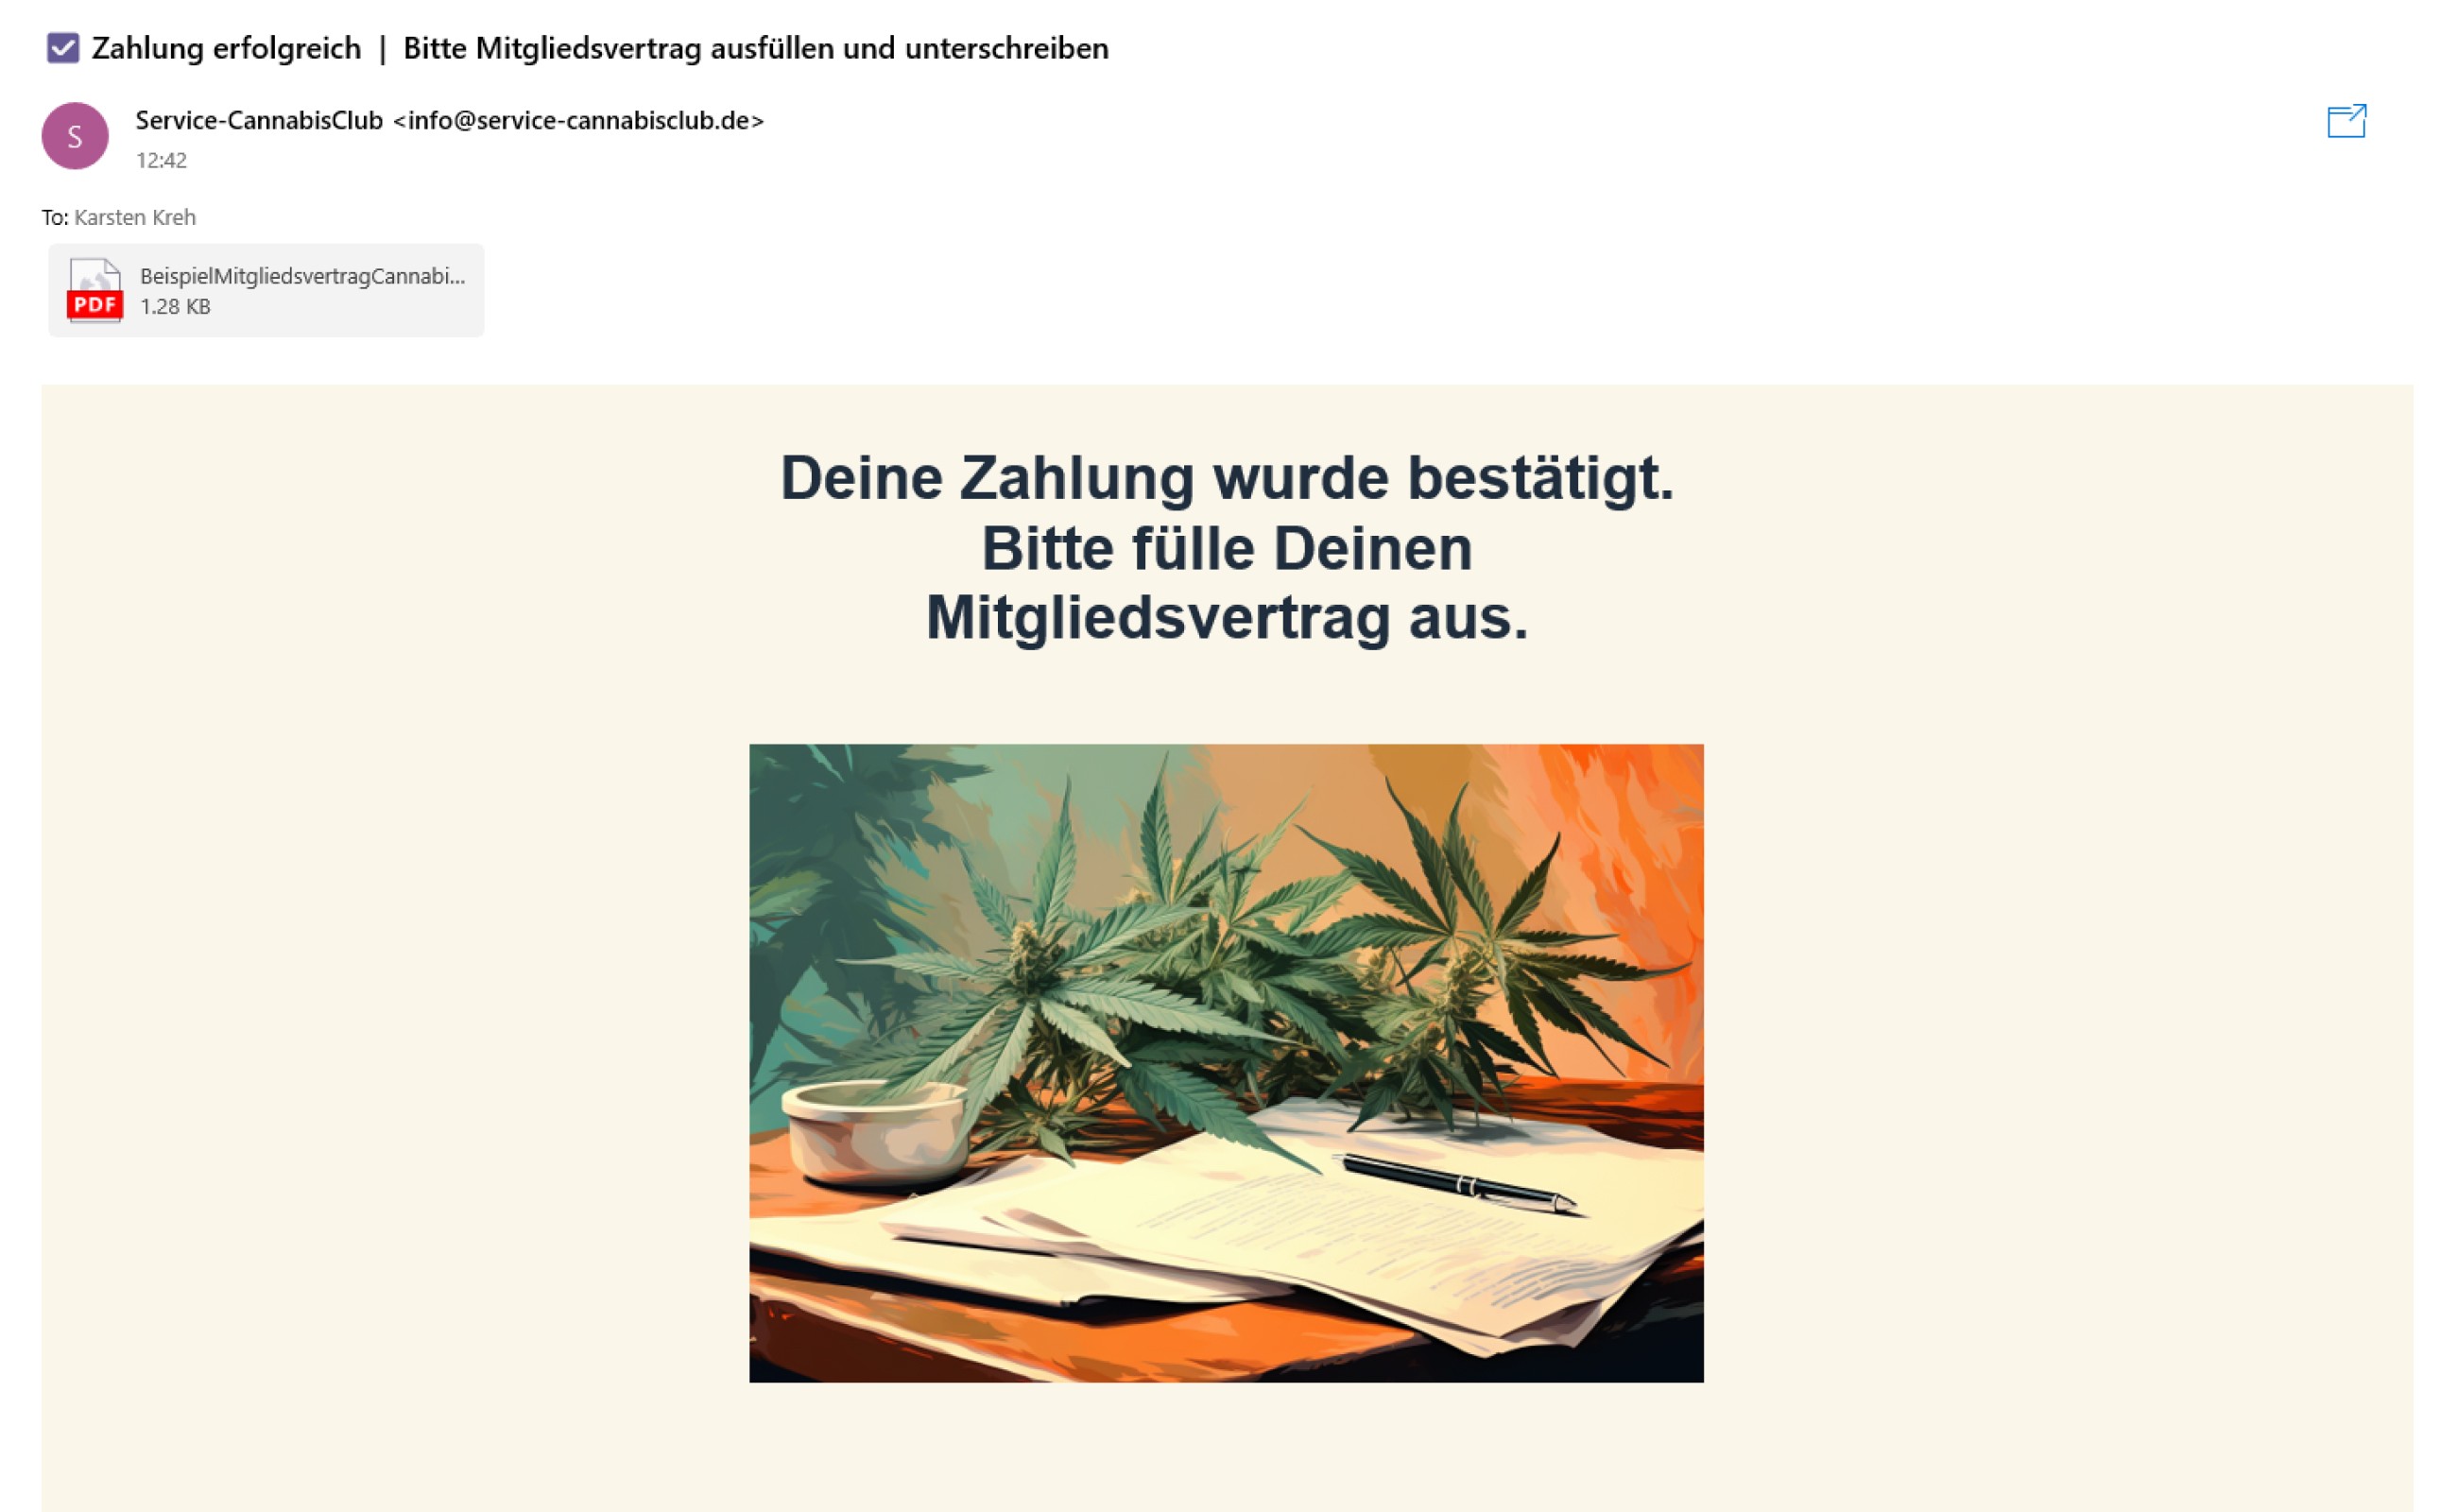 Zahlung erfolgreich | Bitte Mitgliedsvertrag ausfüllen und unterschreiben
S
Service-CannabisClub <info@service-cannabisclub.de>
12:42
To: Karsten Kreh
PDF
BeispielMitgliedsvertragCannabi...
1.28 KB
Deine Zahlung wurde bestätigt.
Bitte fülle Deinen
Mitgliedsvertrag aus.